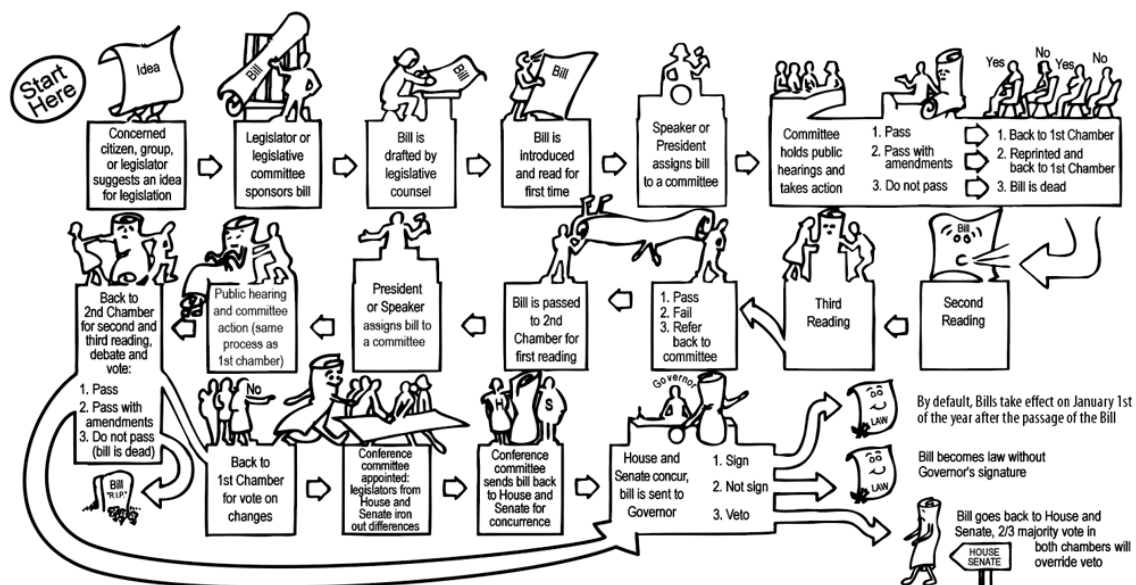 Start
Here
Idea
Concerned
citizen, group,
or legislator
suggests an idea
for legislation
Bill
Legislator or
legislative
committee
sponsors bill
Bill
Bill is
drafted by
legislative
counsel
Bill
Bill is
introduced
and read for
first time
Speaker or
President
assigns bill
to a committee
Committee
holds public
hearings and
takes action
1. Pass
2. Pass with
amendments
3. Do not pass
Yes
No
Yes
No
1. Back to 1st Chamber
2. Reprinted and
back to 1st Chamber
3. Bill is dead
Bill
Second
Reading
Third
Reading
1. Pass
2. Fail
3. Refer
back to
committee
Bill is passed
to 2nd
Chamber for
first reading
President
or Speaker
assigns bill to
a committee
Public hearing
and committee
action (same
process as
1st chamber)
Back to
2nd Chamber
for second and
third reading,
debate and
vote:
1. Pass
2. Pass with
amendments
3. Do not pass
(bill is dead)
Bill
"R.I.P."
No
Back to
1st Chamber
for vote on
changes
Conference
committee
appointed:
legislators from
House and
Senate iron
out differences
H
S
Conference
committee
sends bill back
to House and
Senate for
concurrence
Governor
House and
Senate concur,
bill is sent to
Governor
1. Sign
2. Not sign
3. Veto
LAW
By default, Bills take effect on January 1st
of the year after the passage of the Bill
LAW
Bill becomes law without
Governor's signature
Bill goes back to House and
Senate, 2/3 majority vote in
both chambers will
override veto
HOUSE
SENATE